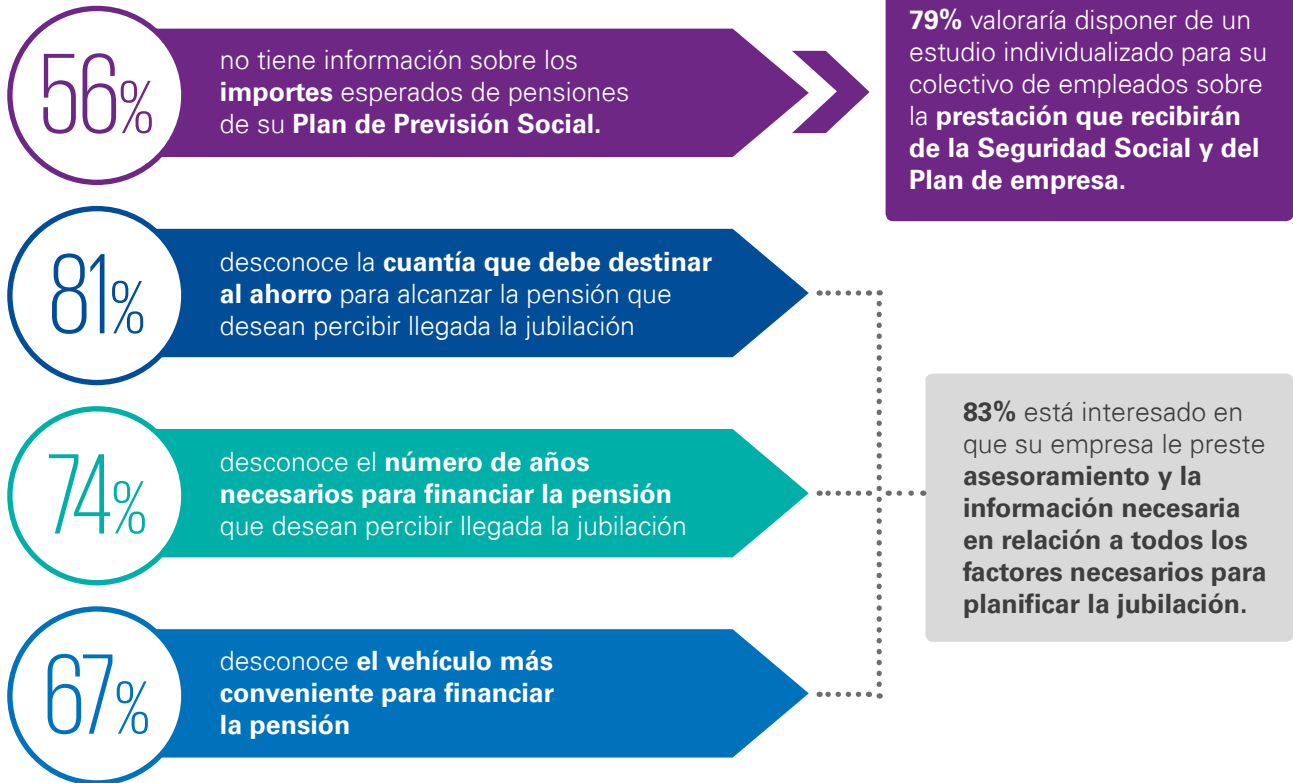 56%
no tiene información sobre los
importes esperados de pensiones
de su Plan de Previsión Social.
79% valoraría disponer de un
estudio individualizado para su
colectivo de empleados sobre
la prestación que recibirán
de la Seguridad Social y del
Plan de empresa.
81%
desconoce la cuantía que debe destinar
al ahorro para alcanzar la pensión que
desean percibir llegada la jubilación
74%
desconoce el número de años
necesarios para financiar la pensión
que desean percibir llegada la jubilación
67%
desconoce el vehículo más
conveniente para financiar
la pensión
83% está interesado en
que su empresa le preste
asesoramiento y la
información necesaria
en relación a todos los
factores necesarios para
planificar la jubilación.